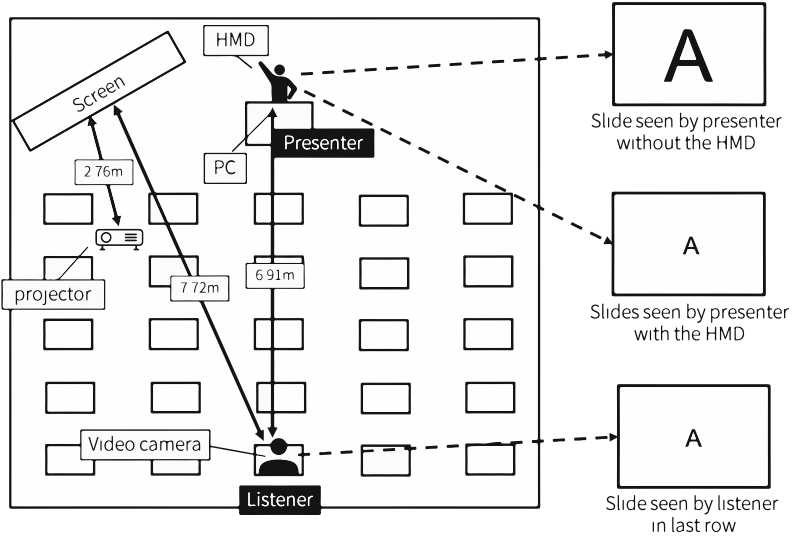 HMD
A
Screen
Slide seen by presenter
without the HMD
Presenter
PC
2 76m
projector
7 72m
6 91m
A
Slides seen by presenter
with the HMD
A
Video camera
Listener
Slide seen by listener
in last row